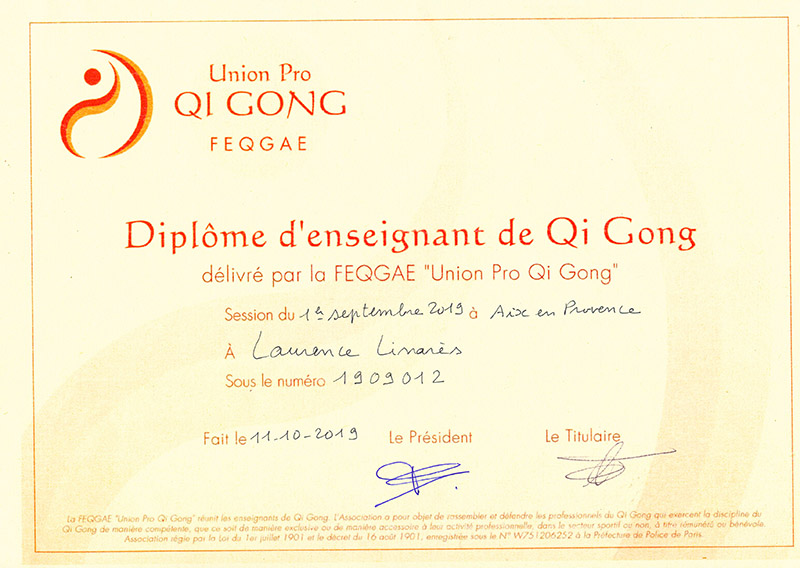 Union Pro
QI GONG
FEQGAE
Diplôme d'enseignant de Qi Gong
délivré par la FEQGAE "Union Pro Qi Gong"
Session du 1er septembre 2019 à Aix en Provence
À Laurence Linarès
Sous le numéro 1909012
Fait le 11-10-2019 Le Président Le Titulaire
La FEQGAE "Union Pro Qi Gong" réunit les enseignants de Qi Gong. L'Association a pour objet de rassembler et défendre les professionnels du Qi Gong qui exercent la discipline du
Qi Gong de manière compétente, que ce soit de manière exclusive ou de manière accessoire à leur activité professionnelle, dans le secteur sportif ou non, à titre rémunéré ou bénévole.
Association régie par la Loi du 1er juillet 1901 et le décret du 16 août 1901, enregistrée sous le N° W751206252 à la Préfecture de Police de Paris.